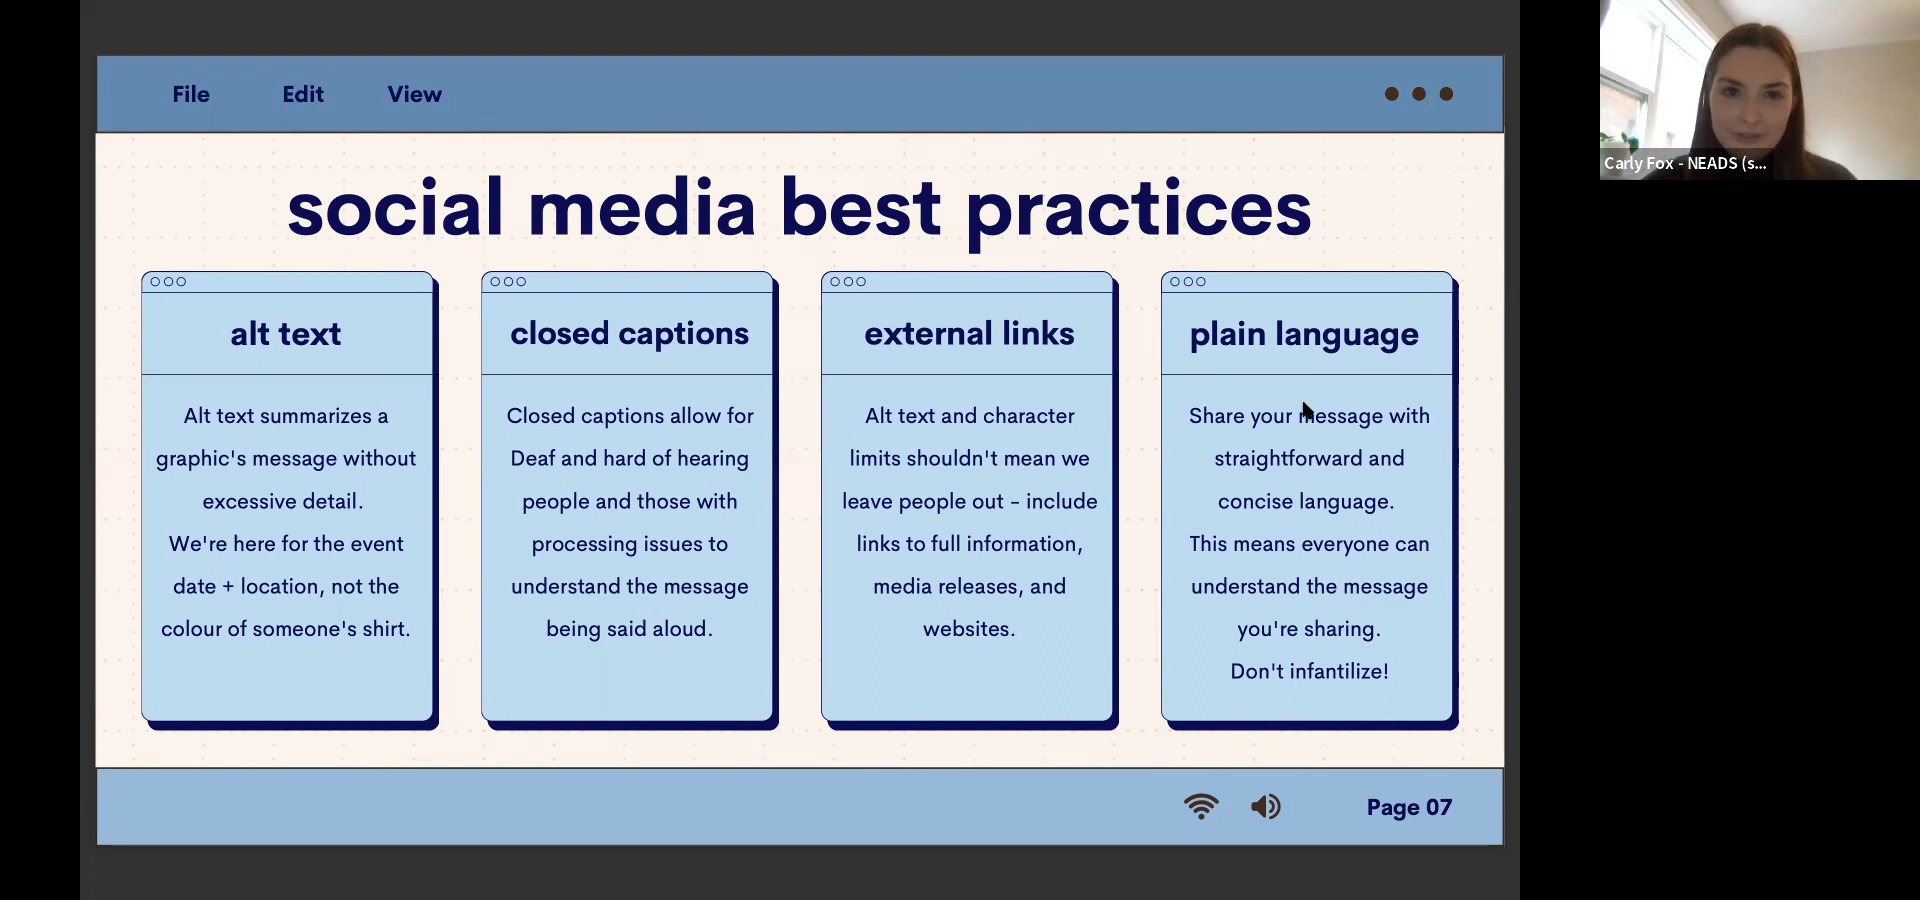 File Edit View
social media best practices
alt text
Alt text summarizes a
graphic's message without
excessive detail.
We're here for the event
date + location, not the
colour of someone's shirt.
closed captions
Closed captions allow for
Deaf and hard of hearing
people and those with
processing issues to
understand the message
being said aloud.
external links
Alt text and character
limits shouldn't mean we
leave people out - include
links to full information,
media releases, and
websites.
plain language
Share your message with
straightforward and
concise language.
This means everyone can
understand the message
you're sharing.
Don't infantilize!
Page 07
Carly Fox - NEADS (s...